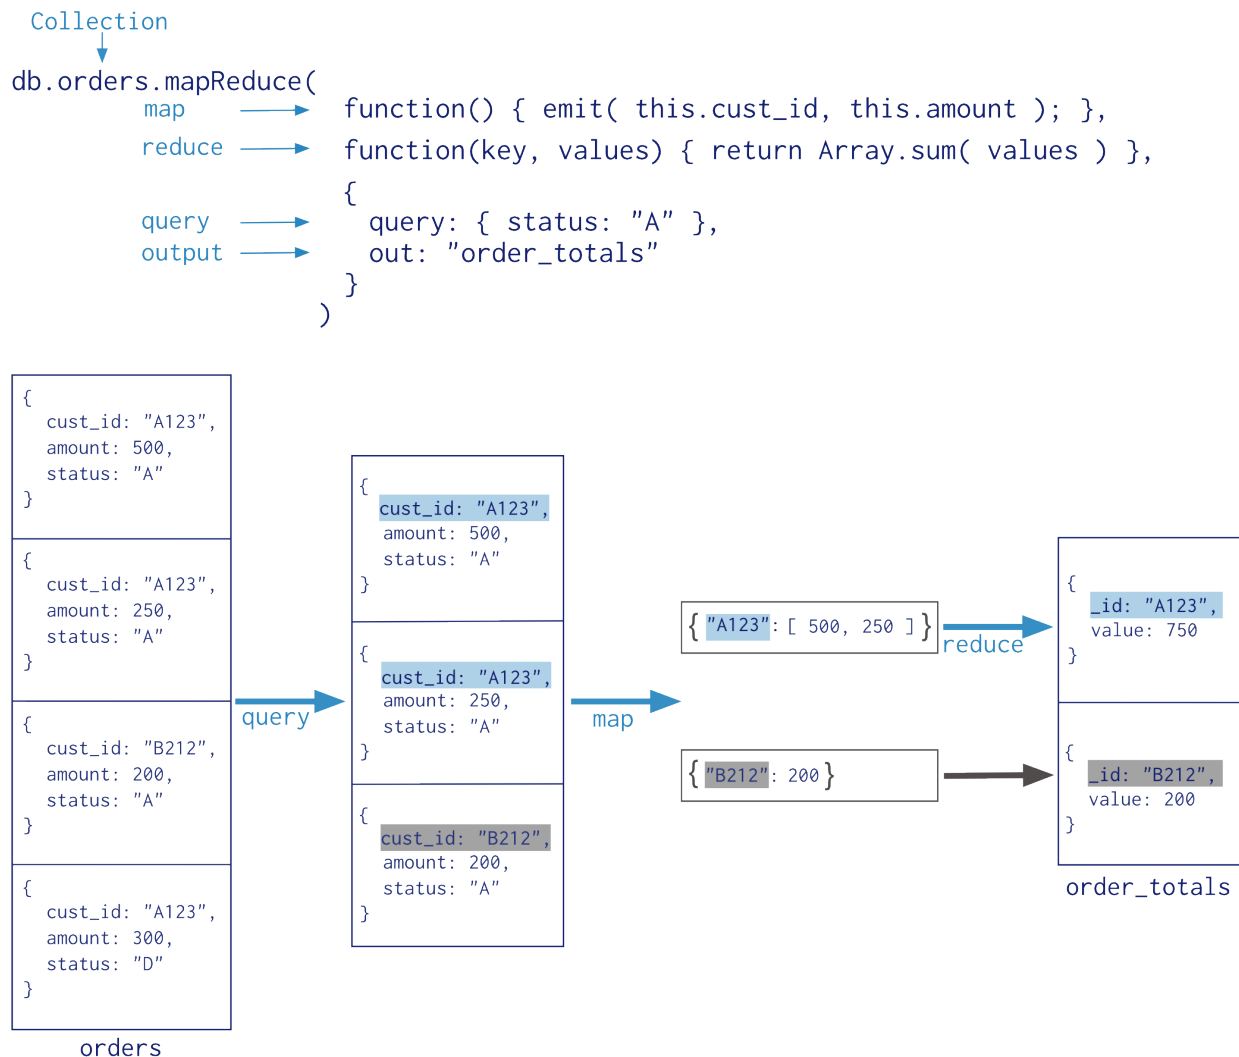 Collection
db.orders.mapReduce(
map function() { emit( this.cust_id, this.amount ); },
reduce function(key, values) { return Array.sum( values ) },
{
query query: { status: "A" },
output out: "order_totals"
}
)
{
cust_id: "A123",
amount: 500,
status: "A"
}
{
cust_id: "A123",
amount: 250,
status: "A"
}
{
cust_id: "B212",
amount: 200,
status: "A"
}
{
cust_id: "A123",
amount: 300,
status: "D"
}
orders
query
{
cust_id: "A123",
amount: 500,
status: "A"
}
{
cust_id: "A123",
amount: 250,
status: "A"
}
{
cust_id: "B212",
amount: 200,
status: "A"
}
map
{ "A123": [ 500, 250 ] }
{ "B212": 200 }
reduce
{
_id: "A123",
value: 750
}
{
_id: "B212",
value: 200
}
order_totals